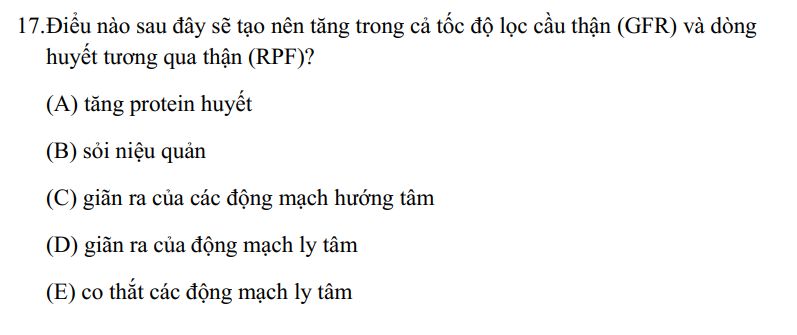 17.Điều nào sau đây sẽ tạo nên tăng trong cả tốc độ lọc cầu thận (GFR) và dòng
huyết tương qua thận (RPF)?
(A) tăng protein huyết
(B) sỏi niệu quản
(C) giãn ra của các động mạch hướng tâm
(D) giãn ra của động mạch ly tâm
(E) co thắt các động mạch ly tâm